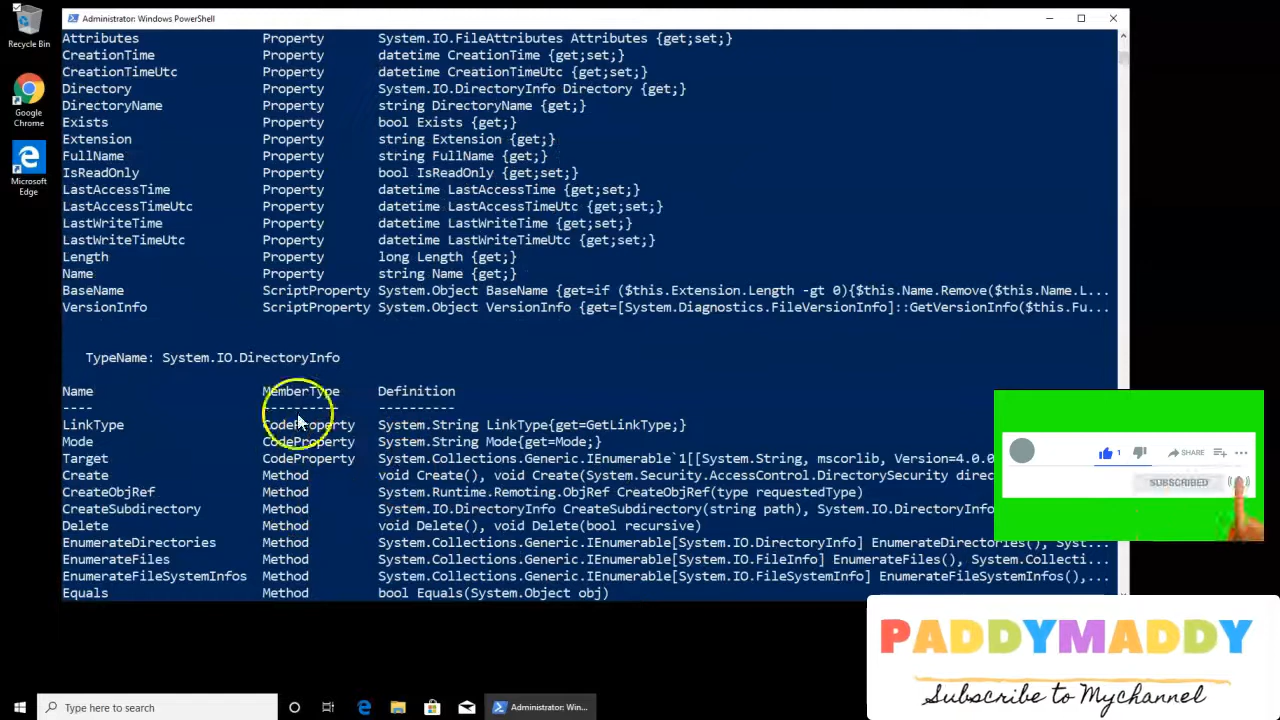 Recycle Bin
Google Chrome
Microsoft Edge
Administrator: Windows PowerShell
Attributes Property System.IO.FileAttributes Attributes {get;set;}
CreationTime Property datetime CreationTime {get;set;}
CreationTimeUtc Property datetime CreationTimeUtc {get;set;}
Directory Property System.IO.DirectoryInfo Directory {get;}
DirectoryName Property string DirectoryName {get;}
Exists Property bool Exists {get;}
Extension Property string Extension {get;}
FullName Property string FullName {get;}
IsReadOnly Property bool IsReadOnly {get;set;}
LastAccessTime Property datetime LastAccessTime {get;set;}
LastAccessTimeUtc Property datetime LastAccessTimeUtc {get;set;}
LastWriteTime Property datetime LastWriteTime {get;set;}
LastWriteTimeUtc Property datetime LastWriteTimeUtc {get;set;}
Length Property long Length {get;}
Name Property string Name {get;}
BaseName ScriptProperty System.Object BaseName {get=if ($this.Extension.Length -gt 0){$this.Name.Remove($this.Name.L...
VersionInfo ScriptProperty System.Object VersionInfo {get=[System.Diagnostics.FileVersionInfo]::GetVersionInfo($this.Fu...
TypeName: System.IO.DirectoryInfo
Name MemberType Definition
---- ---------- ----------
LinkType CodeProperty System.String LinkType{get=GetLinkType;}
Mode CodeProperty System.String Mode{get=Mode;}
Target CodeProperty System.Collections.Generic.IEnumerable`1[[System.String, mscorlib, Version=4.0.0
Create Method void Create(), void Create(System.Security.AccessControl.DirectorySecurity direc
CreateObjRef Method System.Runtime.Remoting.ObjRef CreateObjRef(type requestedType)
CreateSubdirectory Method System.IO.DirectoryInfo CreateSubdirectory(string path), System.IO.DirectoryInfo
Delete Method void Delete(), void Delete(bool recursive)
EnumerateDirectories Method System.Collections.Generic.IEnumerable[System.IO.DirectoryInfo] EnumerateDirectories(), Syst...
EnumerateFiles Method System.Collections.Generic.IEnumerable[System.IO.FileInfo] EnumerateFiles(), System.Collecti...
EnumerateFileSystemInfos Method System.Collections.Generic.IEnumerable[System.IO.FileSystemInfo] EnumerateFileSystemInfos(),...
Equals Method bool Equals(System.Object obj)
1 SHARE
SUBSCRIBED
PADDYMADDY
Subscribe to Mychannel
Type here to search
Administrator: Win...